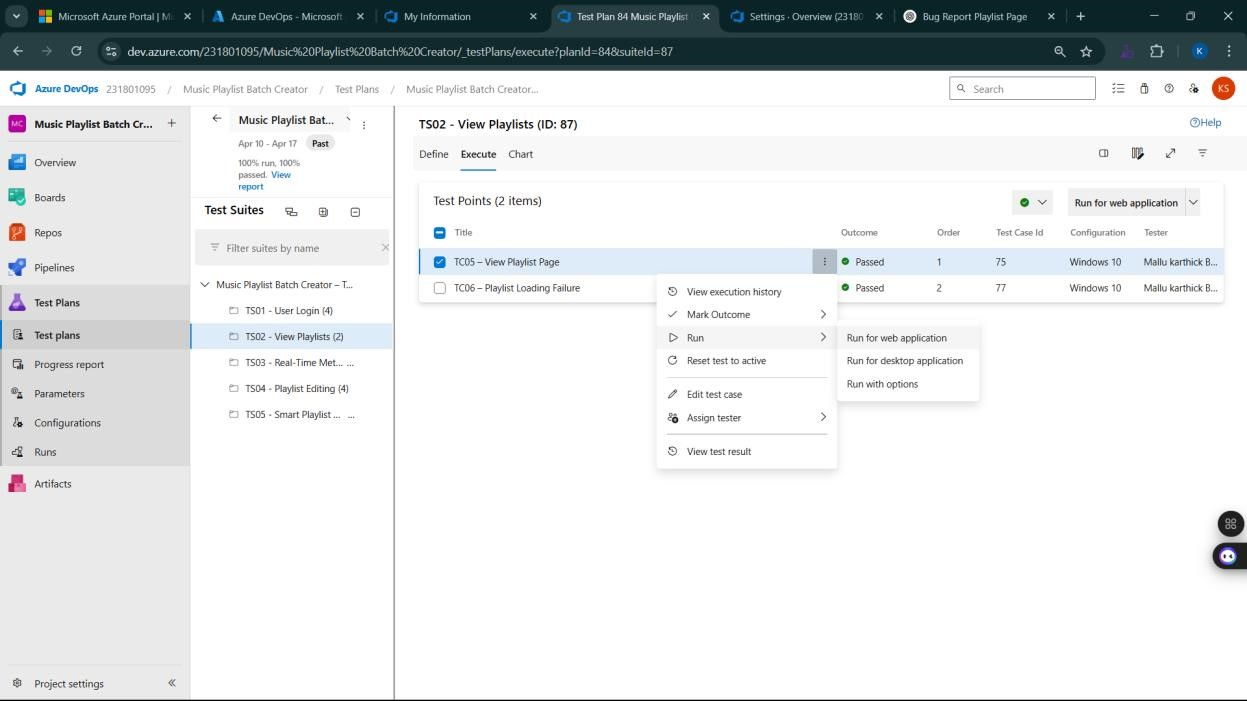 Microsoft Azure Portal | Mi
Azure DevOps - Microsoft
My Information
Test Plan 84 Music Playlist
Settings · Overview (23180
Bug Report Playlist Page
dev.azure.com/231801095/Music%20Playlist%20Batch%20Creator/_testPlans/execute?planId=84&suiteId=87
K
Azure DevOps 231801095 / Music Playlist Batch Creator / Test Plans / Music Playlist Batch Creator...
Search
KS
MC Music Playlist Batch Cr...
Overview
Boards
Repos
Pipelines
Test Plans
Test plans
Progress report
Parameters
Configurations
Runs
Artifacts
Project settings
Music Playlist Bat...
Apr 10 - Apr 17 Past
100% run, 100%
passed. View
report
Test Suites
Filter suites by name
Music Playlist Batch Creator – T...
TS01 - User Login (4)
TS02 - View Playlists (2)
TS03 - Real-Time Met... ...
TS04 - Playlist Editing (4)
TS05 - Smart Playlist ... ...
TS02 - View Playlists (ID: 87)
Help
Define Execute Chart
Test Points (2 items)
Run for web application
Title Outcome Order Test Case Id Configuration Tester
TC05 – View Playlist Page Passed 1 75 Windows 10 Mallu karthick B...
TC06 – Playlist Loading Failure Passed 2 77 Windows 10 Mallu karthick B...
View execution history
Mark Outcome
Run
Reset test to active
Edit test case
Assign tester
View test result
Run for web application
Run for desktop application
Run with options